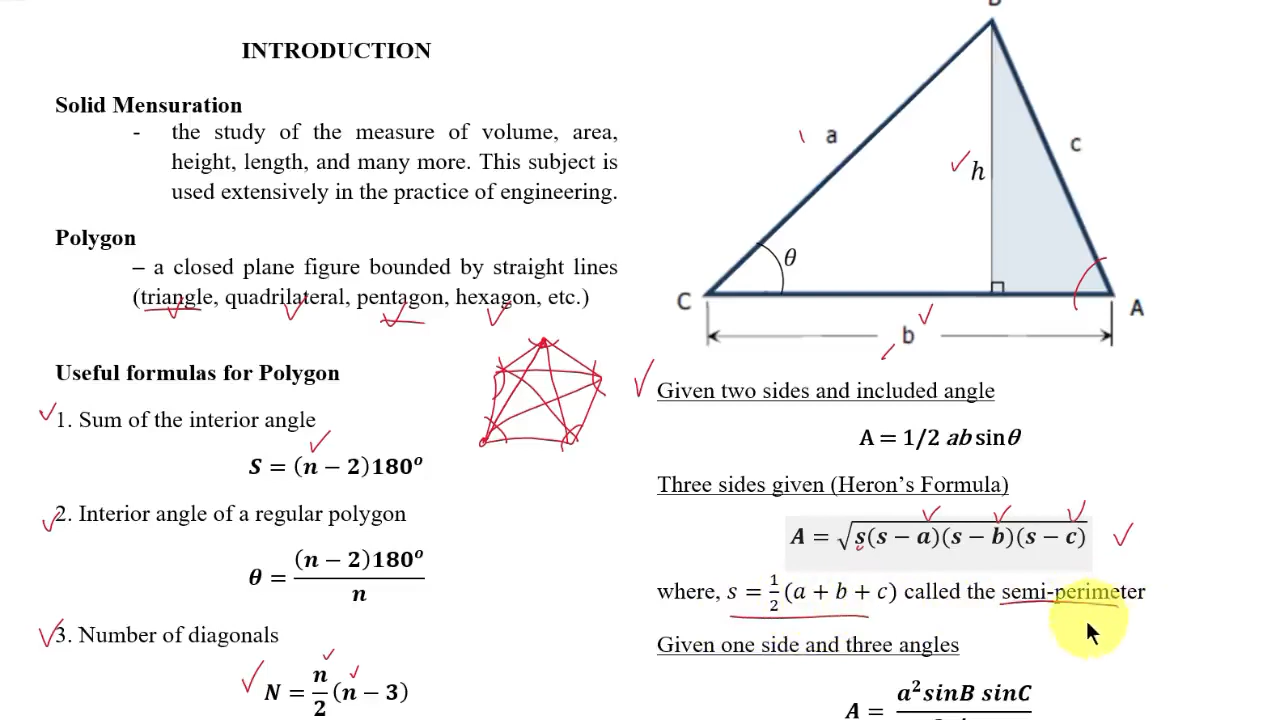 INTRODUCTION
Solid Mensuration
- the study of the measure of volume, area,
height, length, and many more. This subject is
used extensively in the practice of engineering.
Polygon
– a closed plane figure bounded by straight lines
(triangle, quadrilateral, pentagon, hexagon, etc.)
Useful formulas for Polygon
1. Sum of the interior angle
S = (n − 2)180°
2. Interior angle of a regular polygon
θ = (n − 2)180° / n
3. Number of diagonals
N = n/2 (n − 3)
a
c
h
θ
C
A
b
Given two sides and included angle
A = 1/2 ab sinθ
Three sides given (Heron's Formula)
A = √s(s − a)(s − b)(s − c)
where, s = 1/2 (a + b + c) called the semi-perimeter
Given one side and three angles
A = a² sinB sinC